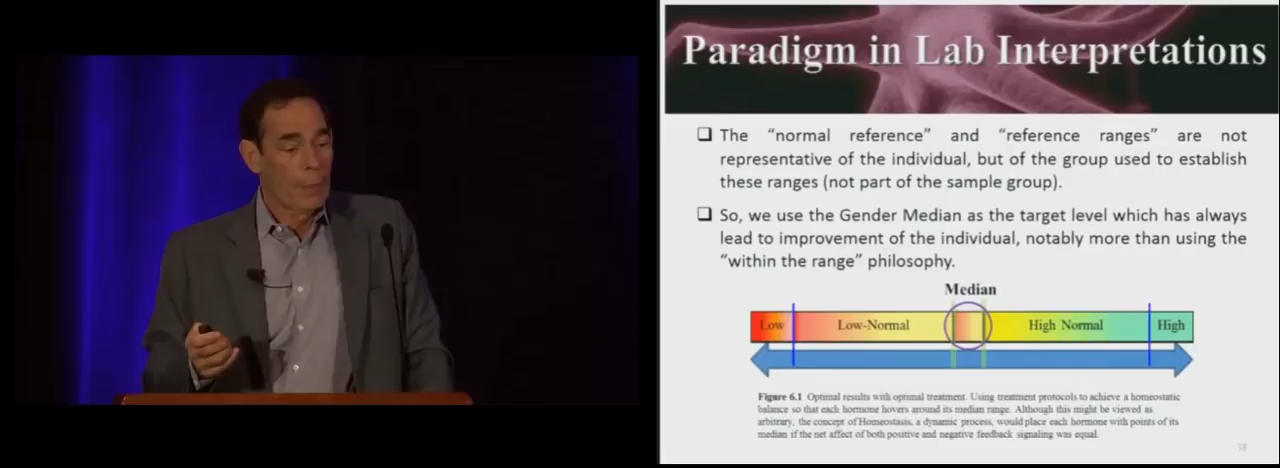 Paradigm in Lab Interpretations
❑ The “normal reference” and “reference ranges” are not
representative of the individual, but of the group used to establish
these ranges (not part of the sample group).
❑ So, we use the Gender Median as the target level which has always
lead to improvement of the individual, notably more than using the
“within the range” philosophy.
Median
Low Low-Normal High Normal High
Figure 6.1 Optimal results with optimal treatment. Using treatment protocols to achieve a homeostatic
balance so that each hormone hovers around its median range. Although this might be viewed as
arbitrary, the concept of Homeostasis, a dynamic process, would place each hormone with points of its
median if the net affect of both positive and negative feedback signaling was equal.